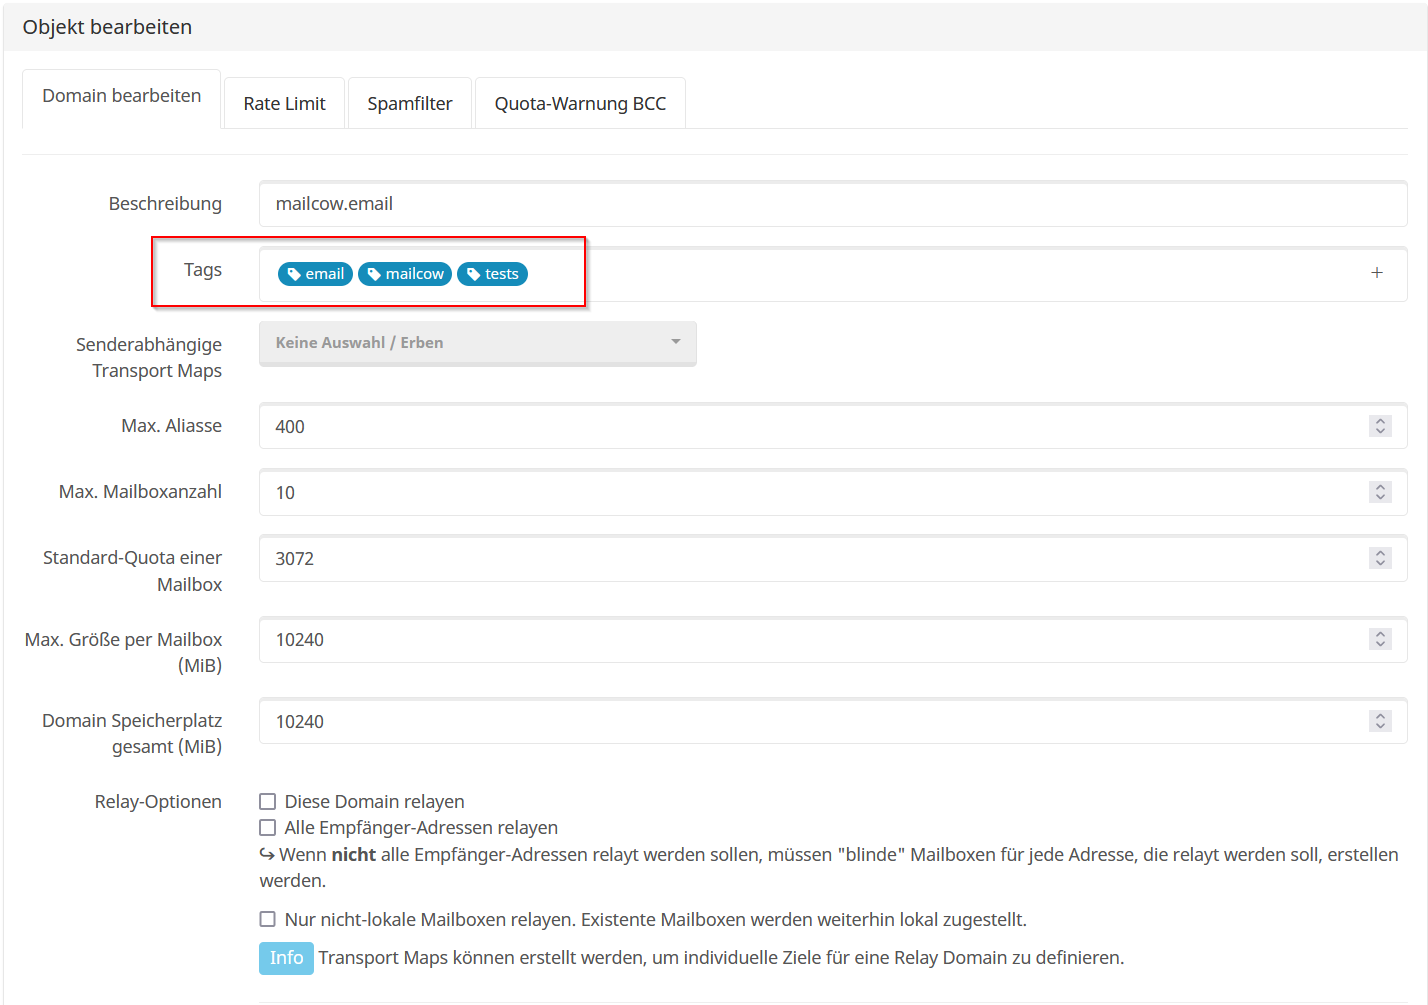 Objekt bearbeiten
Domain bearbeiten
Rate Limit
Spamfilter
Quota-Warnung BCC
Beschreibung
mailcow.email
Tags
email
mailcow
tests
+
Senderabhängige
Transport Maps
Keine Auswahl / Erben
Max. Aliasse
400
Max. Mailboxanzahl
10
Standard-Quota einer
Mailbox
3072
Max. Größe per Mailbox
(MiB)
10240
Domain Speicherplatz
gesamt (MiB)
10240
Relay-Optionen
Diese Domain relayen
Alle Empfänger-Adressen relayen
↪ Wenn nicht alle Empfänger-Adressen relayt werden sollen, müssen "blinde" Mailboxen für jede Adresse, die relayt werden soll, erstellen
werden.
Nur nicht-lokale Mailboxen relayen. Existente Mailboxen werden weiterhin lokal zugestellt.
Info Transport Maps können erstellt werden, um individuelle Ziele für eine Relay Domain zu definieren.